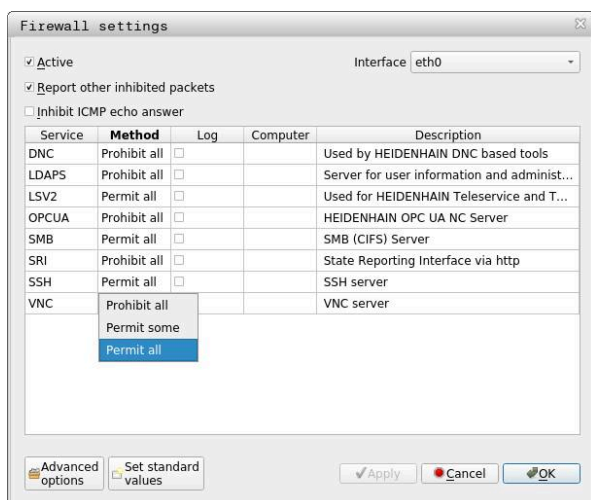 Firewall settings
Active
Interface eth0
Report other inhibited packets
Inhibit ICMP echo answer
Service Method Log Computer Description
DNC Prohibit all Used by HEIDENHAIN DNC based tools
LDAPS Prohibit all Server for user information and administ...
LSV2 Permit all Used for HEIDENHAIN Teleservice and T...
OPCUA Prohibit all HEIDENHAIN OPC UA NC Server
SMB Permit all SMB (CIFS) Server
SRI Prohibit all State Reporting Interface via http
SSH Permit all SSH server
VNC Prohibit all VNC server
Permit some
Permit all
Advanced options
Set standard values
Apply
Cancel
OK